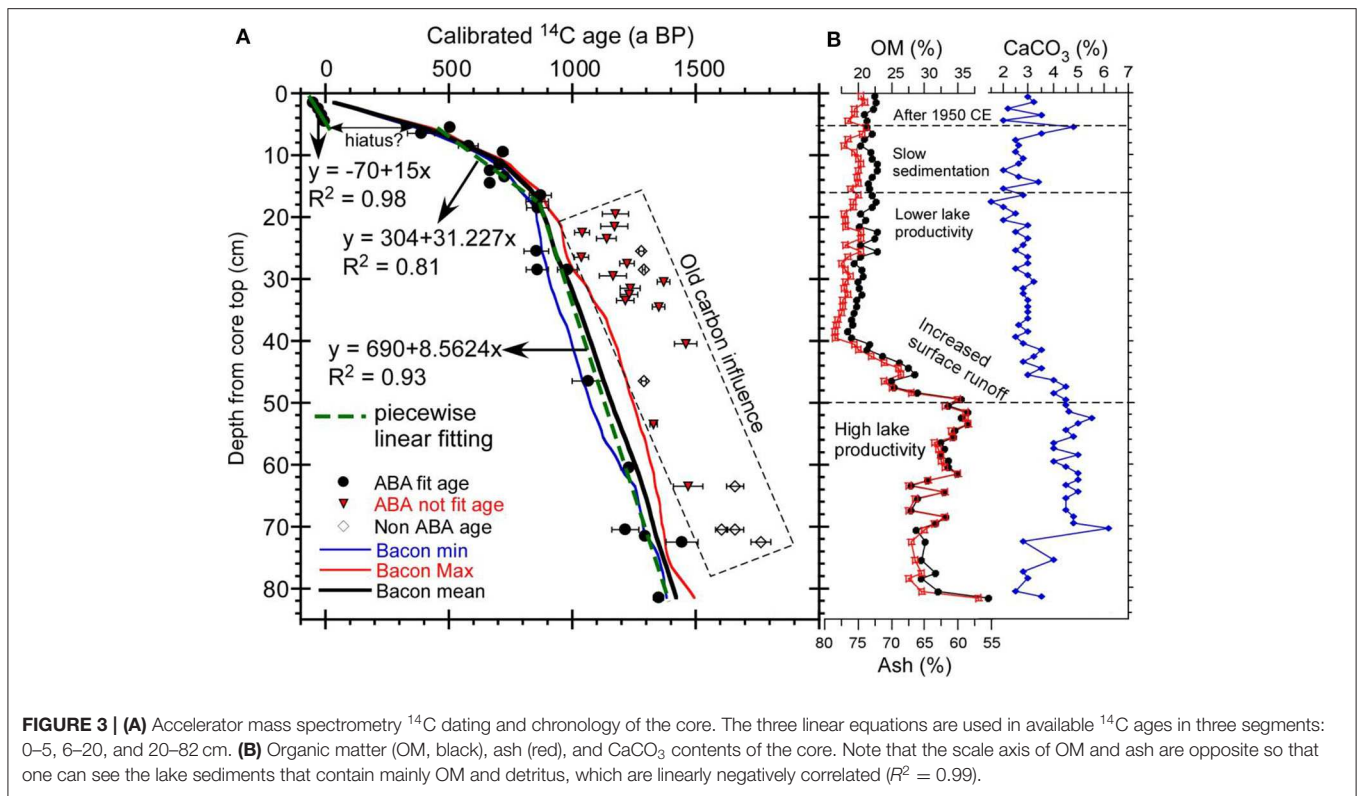 A
Calibrated ¹⁴C age (a BP)
0 500 1000 1500
Depth from core top (cm)
0
10
20
30
40
50
60
70
80
hiatus?
y = -70+15x
R² = 0.98
y = 304+31.227x
R² = 0.81
y = 690+8.5624x
R² = 0.93
Old carbon influence
piecewise
linear fitting
ABA fit age
ABA not fit age
Non ABA age
Bacon min
Bacon Max
Bacon mean
B
OM (%)
20 25 30 35
CaCO₃ (%)
2 3 4 5 6 7
After 1950 CE
Slow
sedimentation
Lower lake
productivity
Increased
surface runoff
High lake
productivity
80 75 70 65 60 55
Ash (%)
FIGURE 3 | (A) Accelerator mass spectrometry ¹⁴C dating and chronology of the core. The three linear equations are used in available ¹⁴C ages in three segments:
0–5, 6–20, and 20–82 cm. (B) Organic matter (OM, black), ash (red), and CaCO₃ contents of the core. Note that the scale axis of OM and ash are opposite so that
one can see the lake sediments that contain mainly OM and detritus, which are linearly negatively correlated (R² = 0.99).